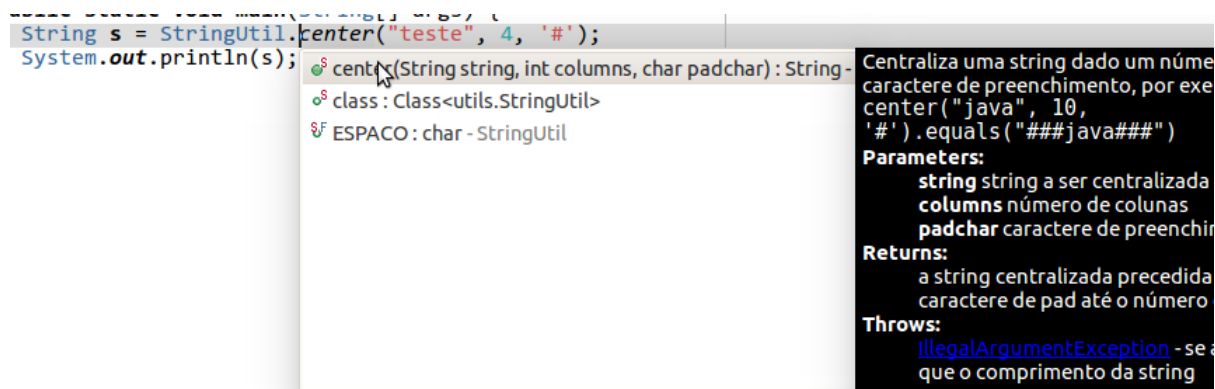 String s = StringUtil.center("teste", 4, '#');
System.out.println(s);
center(String string, int columns, char padchar) : String -
class : Class<utils.StringUtil>
ESPACO : char - StringUtil
Centraliza uma string dado um núme
caractere de preenchimento, por exe
center("java", 10,
'#').equals("###java###")
Parameters:
string string a ser centralizada
columns número de colunas
padchar caractere de preenchim
Returns:
a string centralizada precedida
caractere de pad até o número
Throws:
IllegalArgumentException - se a
que o comprimento da string